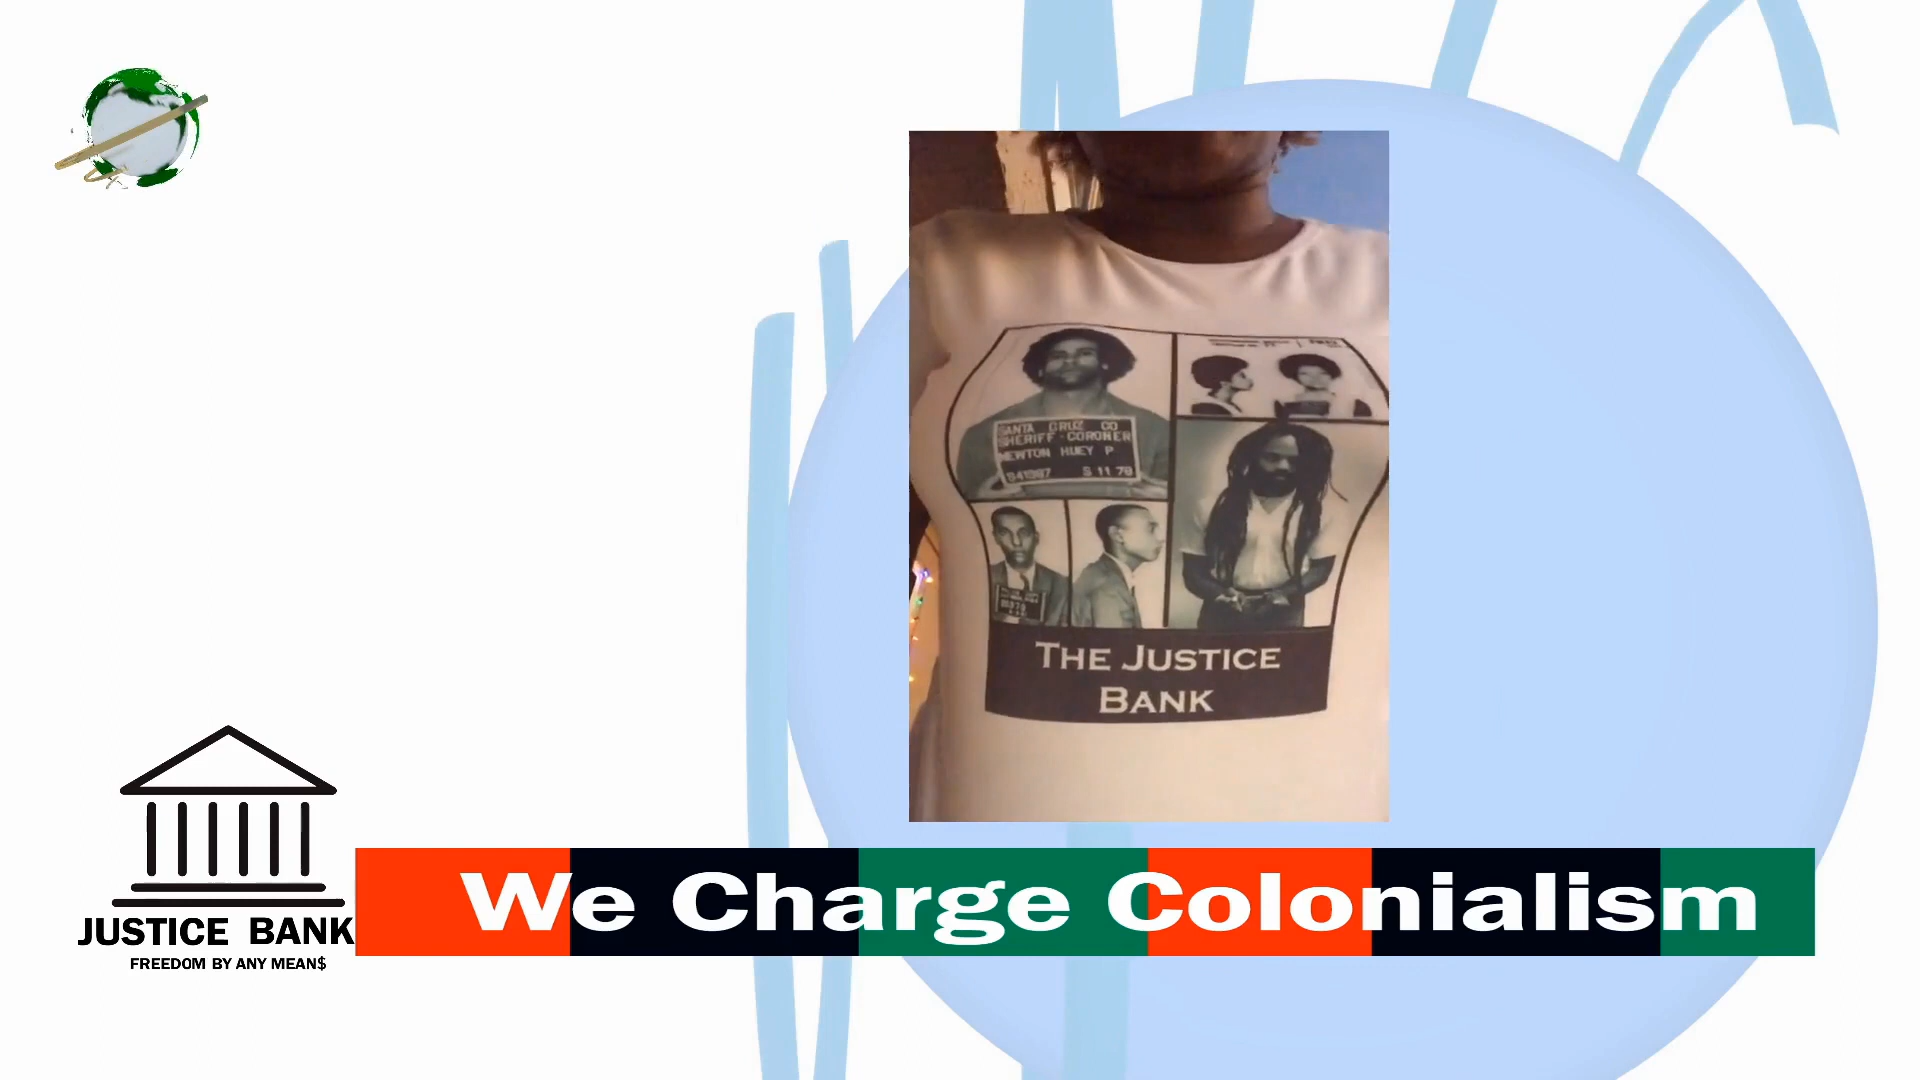 SANTA CRUZ CO
SHERIFF-CORONER
NEWTON HUEY P
THE JUSTICE
BANK
JUSTICE BANK
FREEDOM BY ANY MEAN$
We Charge Colonialism